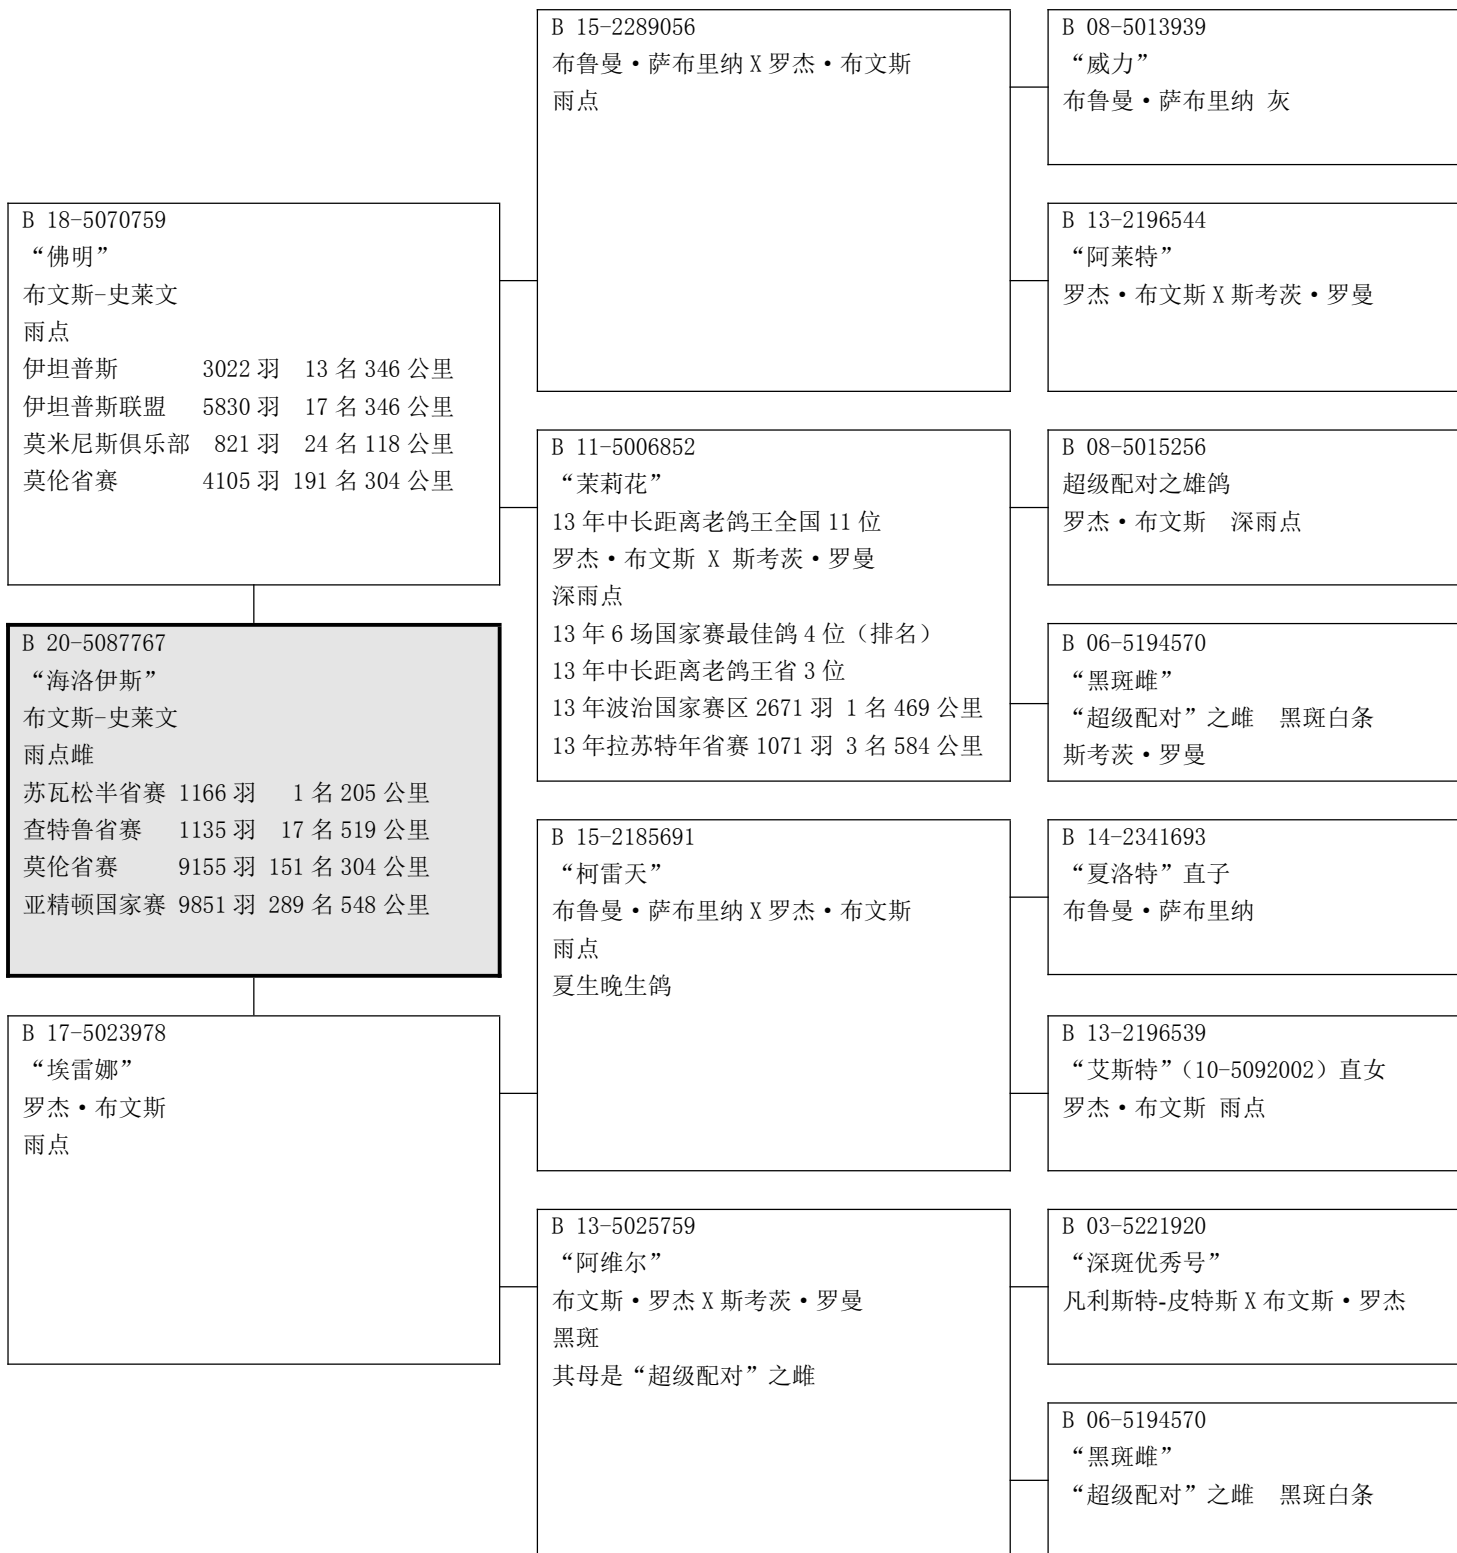 B 18-5070759
“佛明”
布文斯-史莱文
雨点
伊坦普斯 3022 羽 13 名 346 公里
伊坦普斯联盟 5830 羽 17 名 346 公里
莫米尼斯俱乐部 821 羽 24 名 118 公里
莫伦省赛 4105 羽 191 名 304 公里
B 20-5087767
“海洛伊斯”
布文斯-史莱文
雨点雌
苏瓦松半省赛 1166 羽 1 名 205 公里
查特鲁省赛 1135 羽 17 名 519 公里
莫伦省赛 9155 羽 151 名 304 公里
亚精顿国家赛 9851 羽 289 名 548 公里
B 17-5023978
“埃雷娜”
罗杰·布文斯
雨点
B 15-2289056
布鲁曼·萨布里纳 X 罗杰·布文斯
雨点
B 11-5006852
“茉莉花”
13 年中长距离老鸽王全国 11 位
罗杰·布文斯 X 斯考茨·罗曼
深雨点
13 年 6 场国家赛最佳鸽 4 位（排名）
13 年中长距离老鸽王省 3 位
13 年波治国家赛区 2671 羽 1 名 469 公里
13 年拉苏特年省赛 1071 羽 3 名 584 公里
B 15-2185691
“柯雷天”
布鲁曼·萨布里纳 X 罗杰·布文斯
雨点
夏生晚生鸽
B 13-5025759
“阿维尔”
布文斯·罗杰 X 斯考茨·罗曼
黑斑
其母是“超级配对”之雌
B 08-5013939
“威力”
布鲁曼·萨布里纳 灰
B 13-2196544
“阿莱特”
罗杰·布文斯 X 斯考茨·罗曼
B 08-5015256
超级配对之雄鸽
罗杰·布文斯 深雨点
B 06-5194570
“黑斑雌”
“超级配对”之雌 黑斑白条
斯考茨·罗曼
B 14-2341693
“夏洛特”直子
布鲁曼·萨布里纳
B 13-2196539
“艾斯特”（10-5092002）直女
罗杰·布文斯 雨点
B 03-5221920
“深斑优秀号”
凡利斯特-皮特斯 X 布文斯·罗杰
B 06-5194570
“黑斑雌”
“超级配对”之雌 黑斑白条